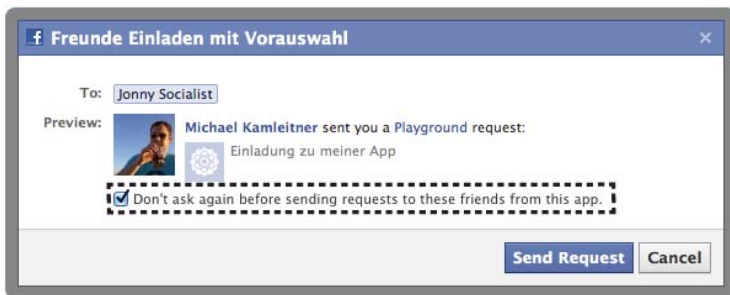 Freunde Einladen mit Vorauswahl
To: Jonny Socialist
Preview: Michael Kamleitner sent you a Playground request:
Einladung zu meiner App
Don't ask again before sending requests to these friends from this app.
Send Request Cancel